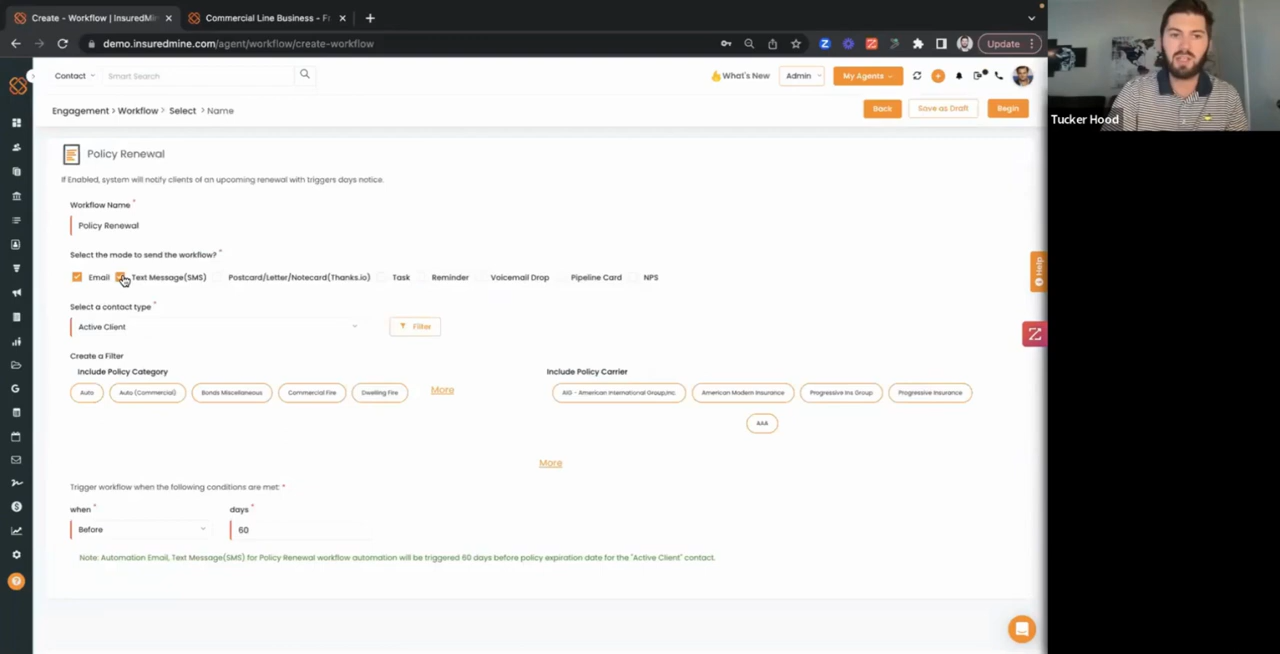 Create - Workflow | InsuredMin
Commercial Line Business - Fr
demo.insuredmine.com/agent/workflow/create-workflow
Update
Contact
Smart Search
What's New
Admin
My Agents
Engagement > Workflow > Select > Name
Back
Save as Draft
Begin
Tucker Hood
Policy Renewal
If Enabled, system will notify clients of an upcoming renewal with triggers days notice.
Workflow Name *
Policy Renewal
Select the mode to send the workflow? *
Email
Text Message(SMS)
Postcard/Letter/Notecard(Thanks.io)
Task
Reminder
Voicemail Drop
Pipeline Card
NPS
Help
Select a contact type *
Active Client
Filter
Create a Filter
Include Policy Category
Include Policy Carrier
Auto
Auto (Commercial)
Bonds Miscellaneous
Commercial Fire
Dwelling Fire
More
AIG - American International Group,Inc.
American Modern Insurance
Progressive Ins Group
Progressive Insurance
AAA
More
Trigger workflow when the following conditions are met: *
when *
days *
Before
60
Note: Automation Email, Text Message(SMS) for Policy Renewal workflow automation will be triggered 60 days before policy expiration date for the "Active Client" contact.